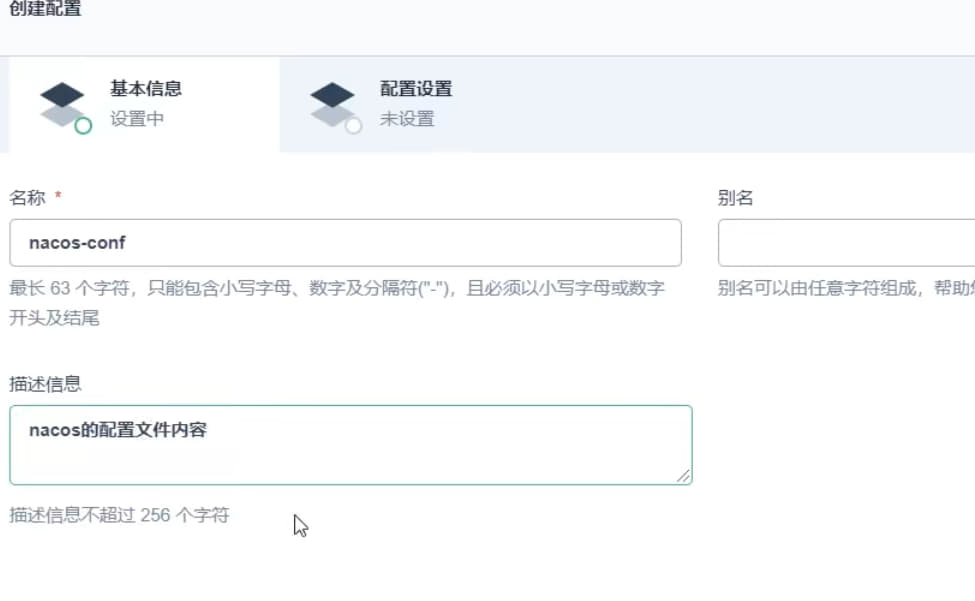 创建配置
基本信息
设置中
配置设置
未设置
名称 *
nacos-conf
最长 63 个字符，只能包含小写字母、数字及分隔符("-")，且必须以小写字母或数字
开头及结尾
别名
别名可以由任意字符组成，帮助
描述信息
nacos的配置文件内容
描述信息不超过 256 个字符